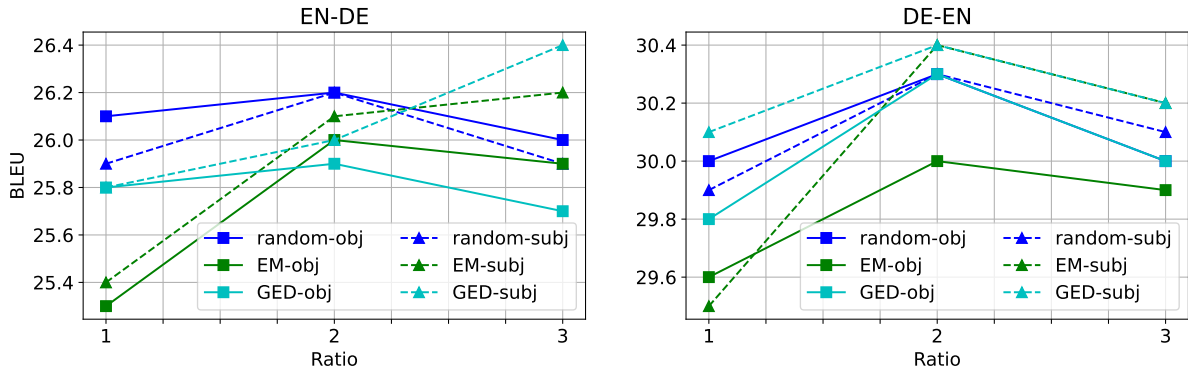 EN-DE
26.4
26.2
26.0
25.8
25.6
25.4
BLEU
random-obj random-subj
EM-obj EM-subj
GED-obj GED-subj
1 2 3
Ratio
DE-EN
30.4
30.2
30.0
29.8
29.6
random-obj random-subj
EM-obj EM-subj
GED-obj GED-subj
1 2 3
Ratio